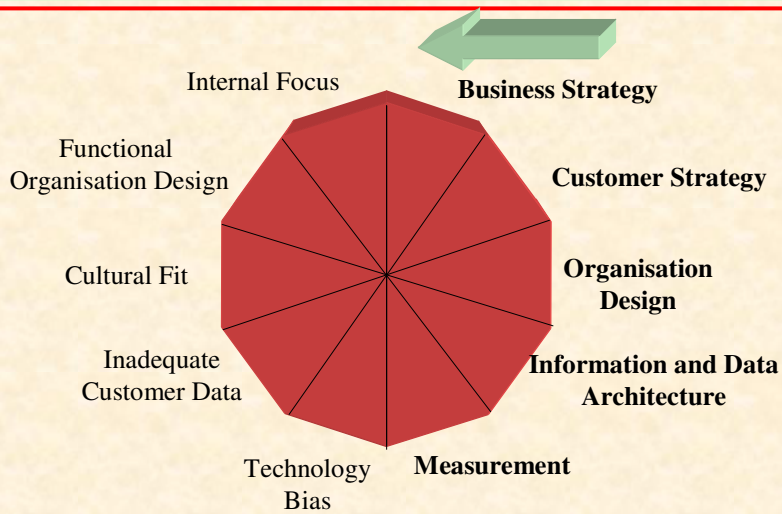 Internal Focus
Business Strategy
Functional
Organisation Design
Customer Strategy
Cultural Fit
Organisation
Design
Inadequate
Customer Data
Information and Data
Architecture
Technology
Bias
Measurement